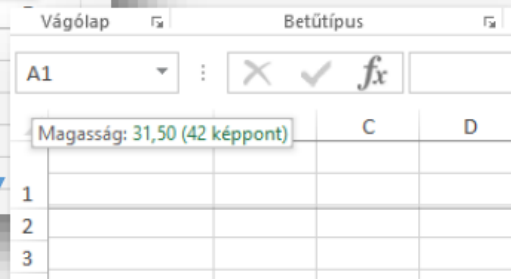 Vágólap Betűtípus
A1 fx
Magasság: 31,50 (42 képpont) C D
1
2
3